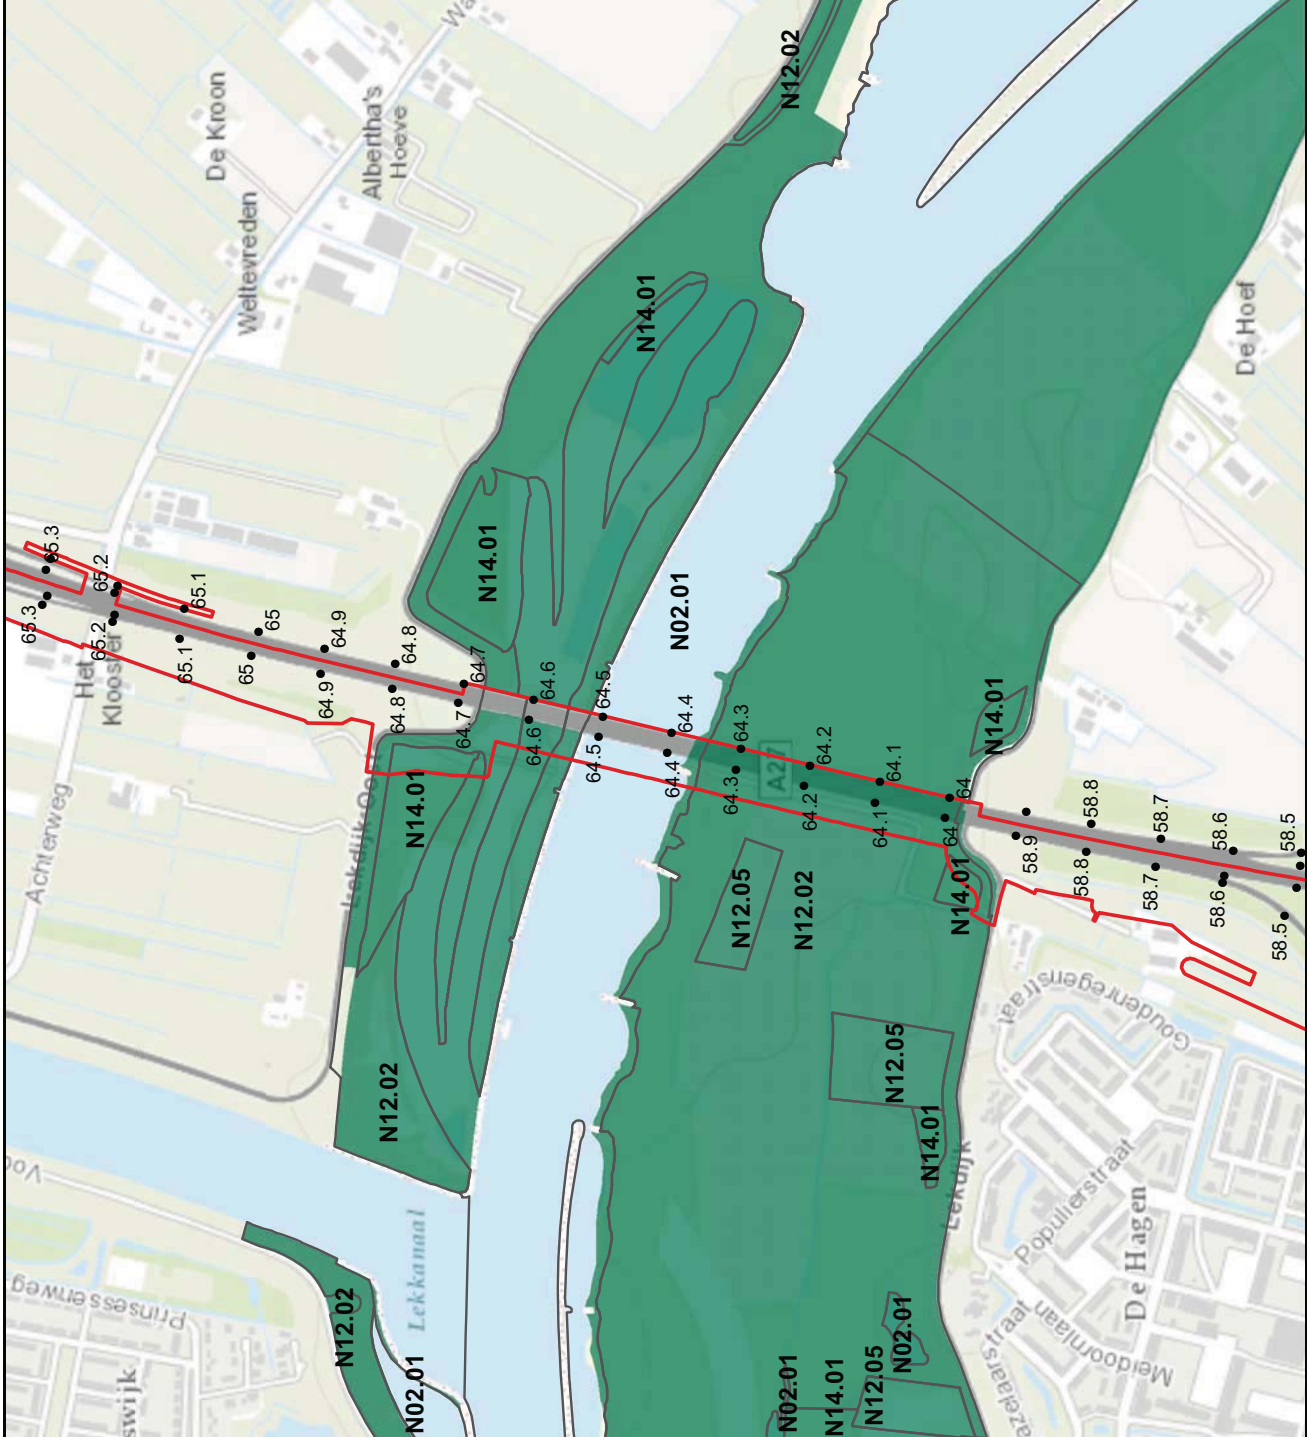 Wa
De Kroon
Albertha's
Hoeve
Weltevreden
N12.02
N14.01
N14.01
N02.01
65.3
65.3
65.2
65.2
65.1
65.1
65
65
64.9
64.9
64.8
64.8
64.7
64.7
64.6
64.6
64.5
64.5
64.4
64.4
64.3
64.3
64.2
64.2
64.1
64.1
64
64
Het
Klooster
Achterweg
Lekdijk Oost
N14.01
N12.02
A27
N14.01
De Hoef
N12.05
N12.02
N14.01
N12.05
N14.01
58.9
58.8
58.8
58.7
58.7
58.6
58.6
58.5
58.5
Goudenregenstraat
Lekdijk
Populierstraat
De Hagen
Meidoornlaan
azelaarstraat
Voo
Prinsessenweg
swijk
Lekkanaal
N12.02
N02.01
N02.01
N14.01
N12.05
N02.01